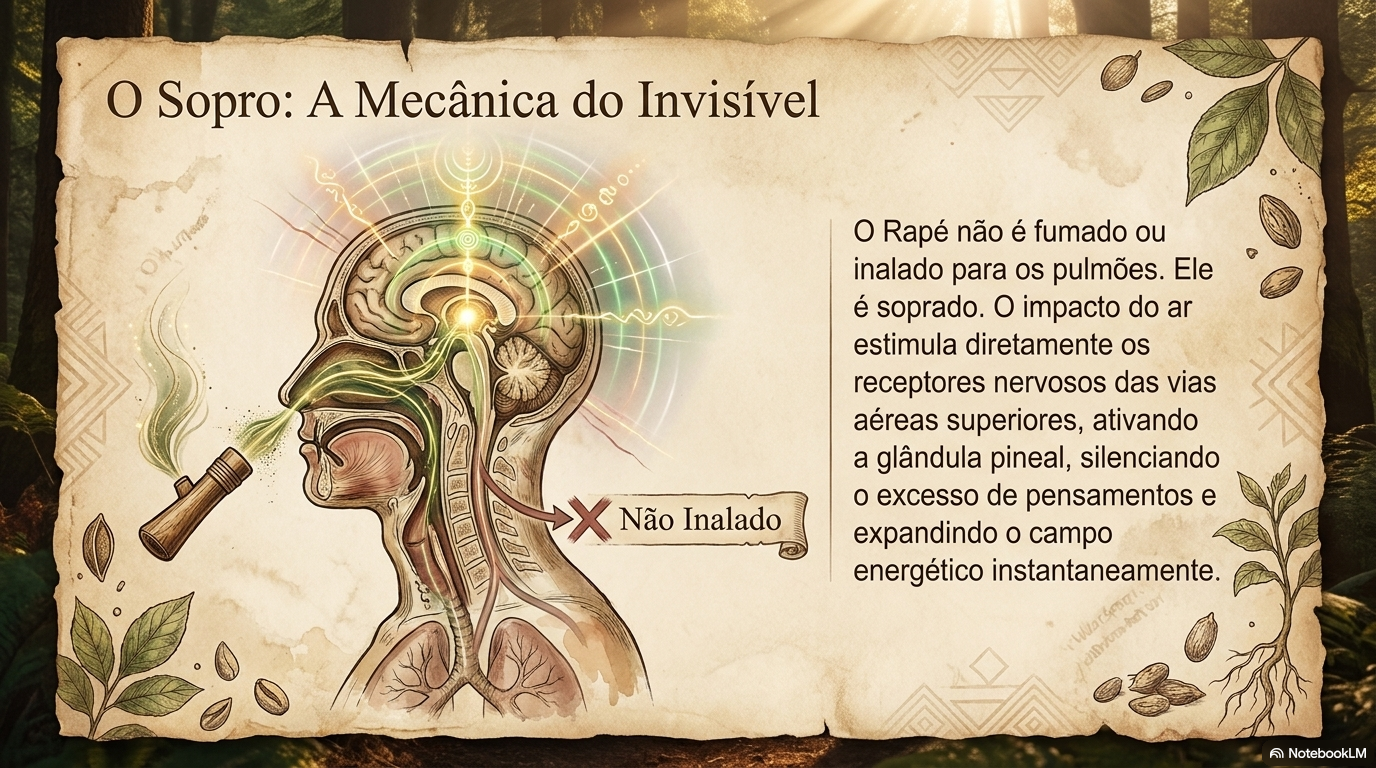 O Sopro: A Mecânica do Invisível
O Rapé não é fumado ou
inalado para os pulmões. Ele
é soprado. O impacto do ar
estimula diretamente os
receptores nervosos das vias
aéreas superiores, ativando
a glândula pineal, silenciando
o excesso de pensamentos e
expandindo o campo
energético instantaneamente.
Não Inalado
NotebookLM